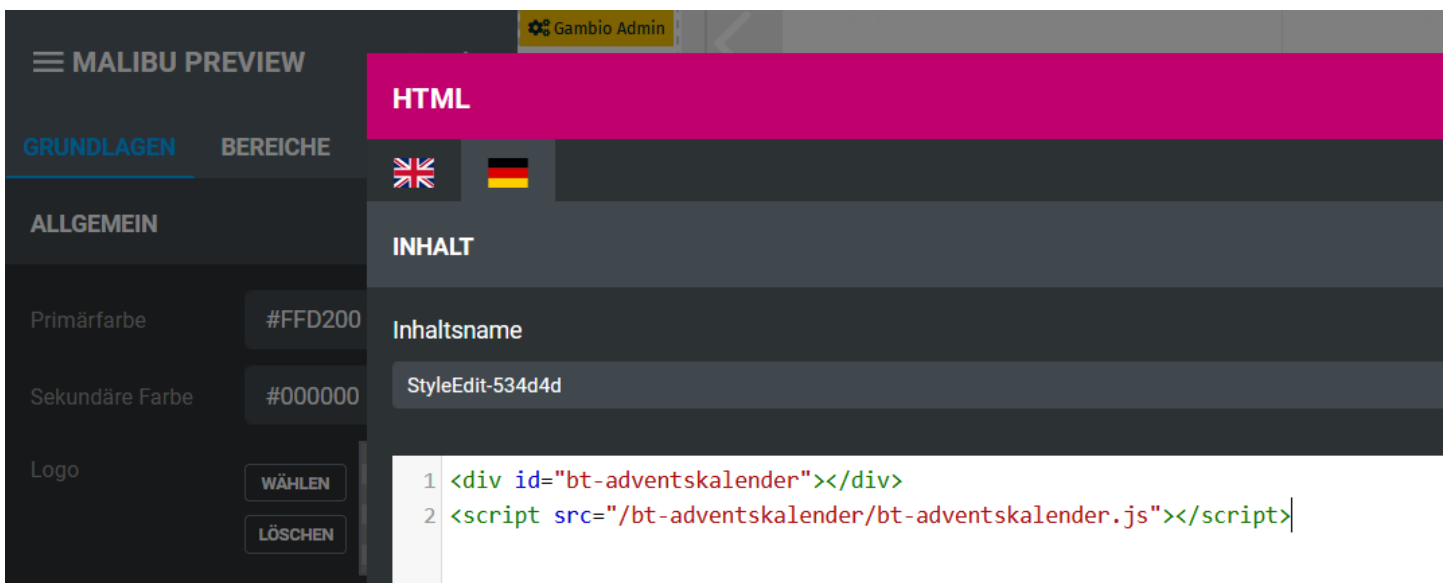 Gambio Admin
MALIBU PREVIEW
HTML
GRUNDLAGEN BEREICHE
ALLGEMEIN
INHALT
Primärfarbe #FFD200
Inhaltsname
StyleEdit-534d4d
Sekundäre Farbe #000000
Logo
WÄHLEN
LÖSCHEN
1 <div id="bt-adventskalender"></div>
2 <script src="/bt-adventskalender/bt-adventskalender.js"></script>